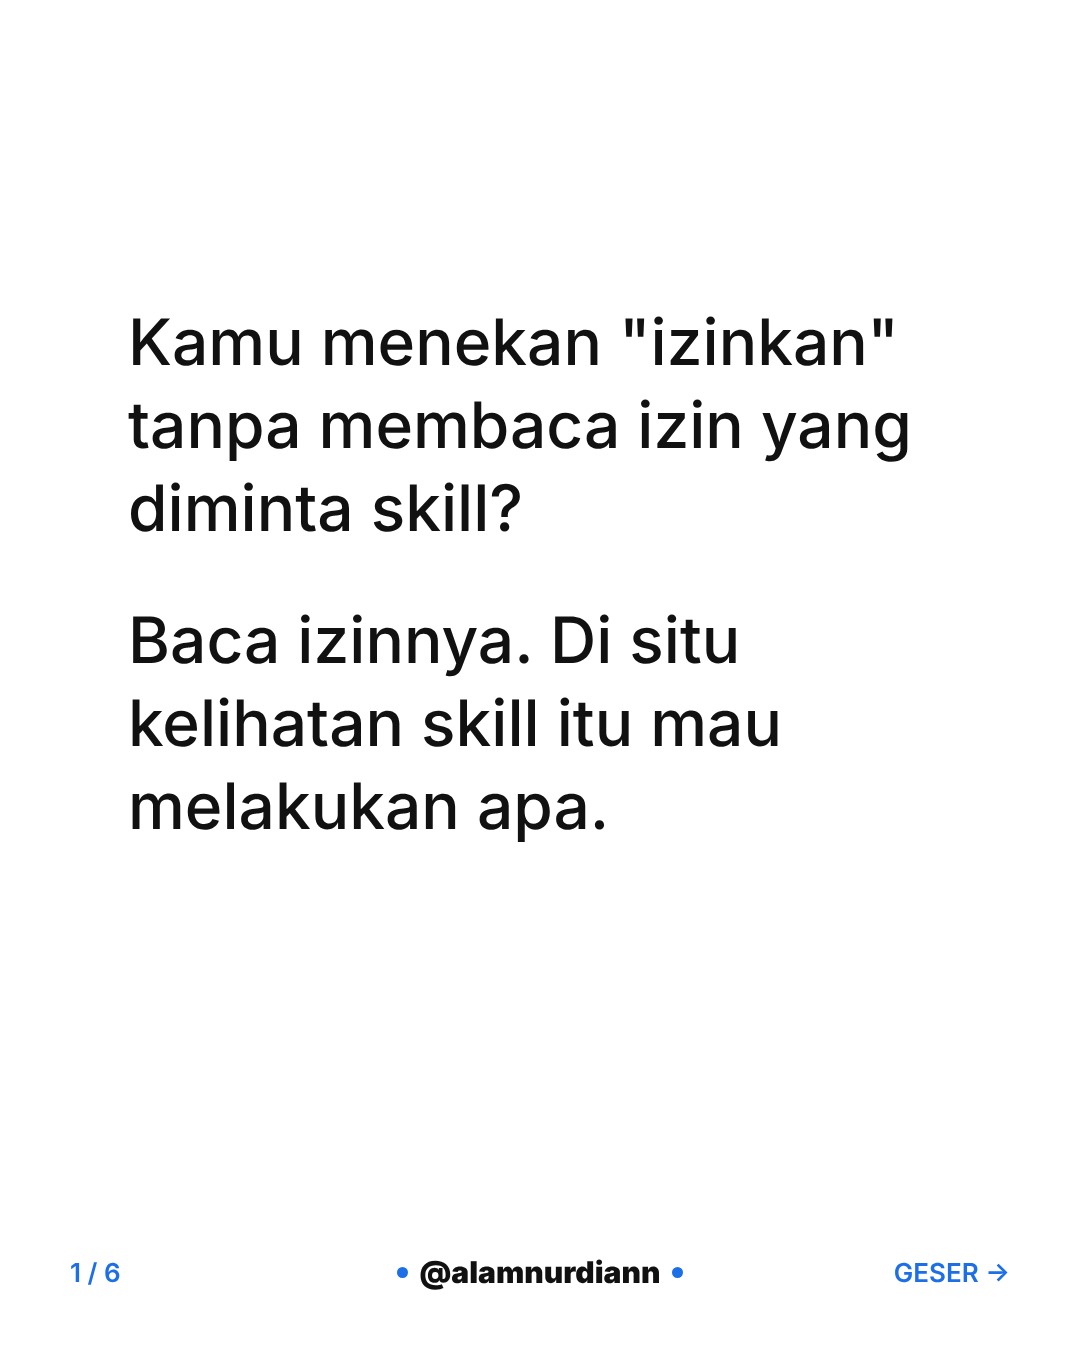 Kamu menekan "izinkan"
tanpa membaca izin yang
diminta skill?
Baca izinnya. Di situ
kelihatan skill itu mau
melakukan apa.
1 / 6
• @alamnurdiann •
GESER →